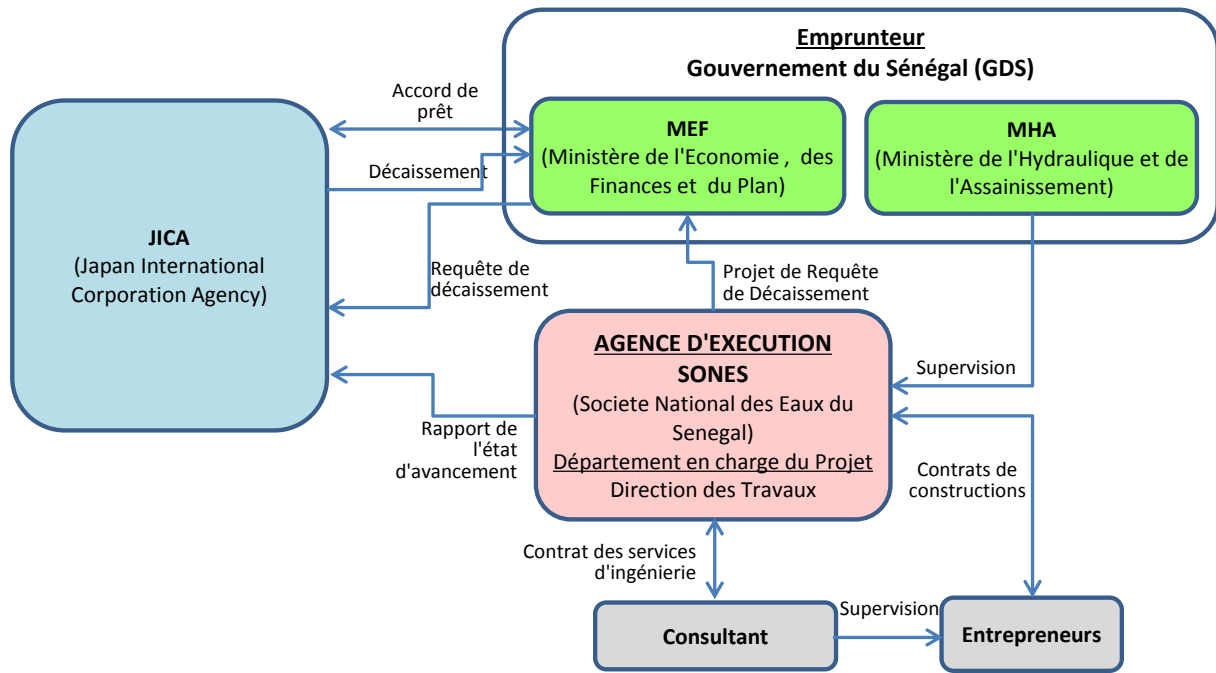 Emprunteur
Gouvernement du Sénégal (GDS)
Accord de
prêt
MEF
(Ministère de l'Economie , des
Finances et du Plan)
MHA
(Ministère de l'Hydraulique et de
l'Assainissement)
Décaissement
JICA
(Japan International
Corporation Agency)
Requête de
décaissement
Projet de Requête
de Décaissement
AGENCE D'EXECUTION
SONES
(Societe National des Eaux du
Senegal)
Département en charge du Projet
Direction des Travaux
Supervision
Rapport de
l'état
d'avancement
Contrats de
constructions
Contrat des services
d'ingénierie
Consultant
Supervision
Entrepreneurs